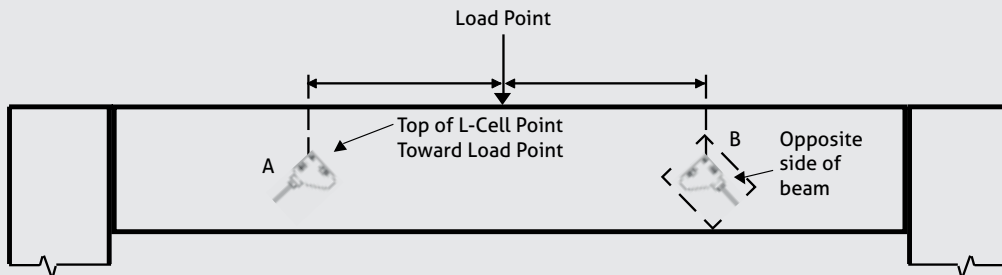 Load Point
Top of L-Cell Point
Toward Load Point
A
B
Opposite
side of
beam